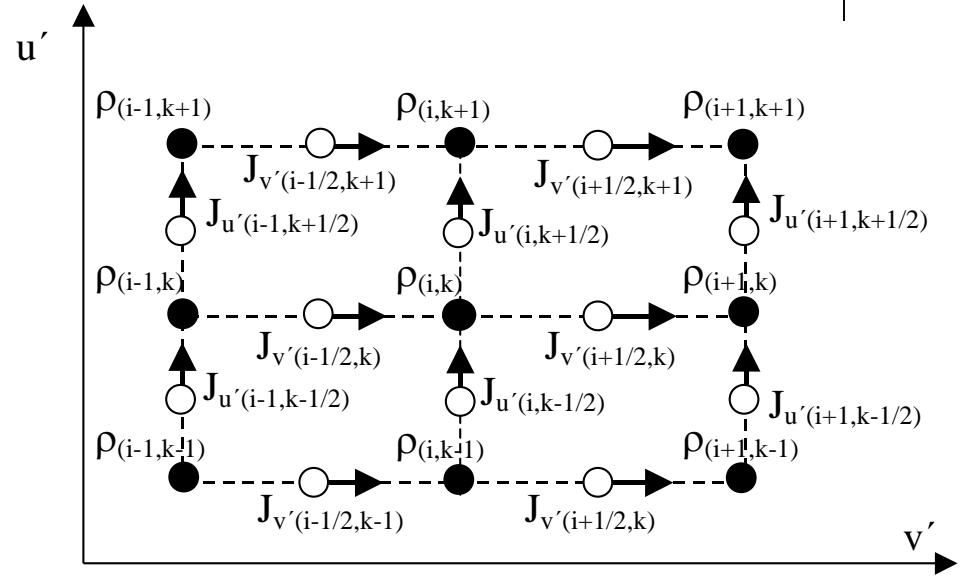 u´
ρ(i-1,k+1) ρ(i,k+1) ρ(i+1,k+1)
Jv´(i-1/2,k+1) Jv´(i+1/2,k+1)
Ju´(i-1,k+1/2) Ju´(i,k+1/2) Ju´(i+1,k+1/2)
ρ(i-1,k) ρ(i,k) ρ(i+1,k)
Jv´(i-1/2,k) Jv´(i+1/2,k)
Ju´(i-1,k-1/2) Ju´(i,k-1/2) Ju´(i+1,k-1/2)
ρ(i-1,k-1) ρ(i,k-1) ρ(i+1,k-1)
Jv´(i-1/2,k-1) Jv´(i+1/2,k)
v´